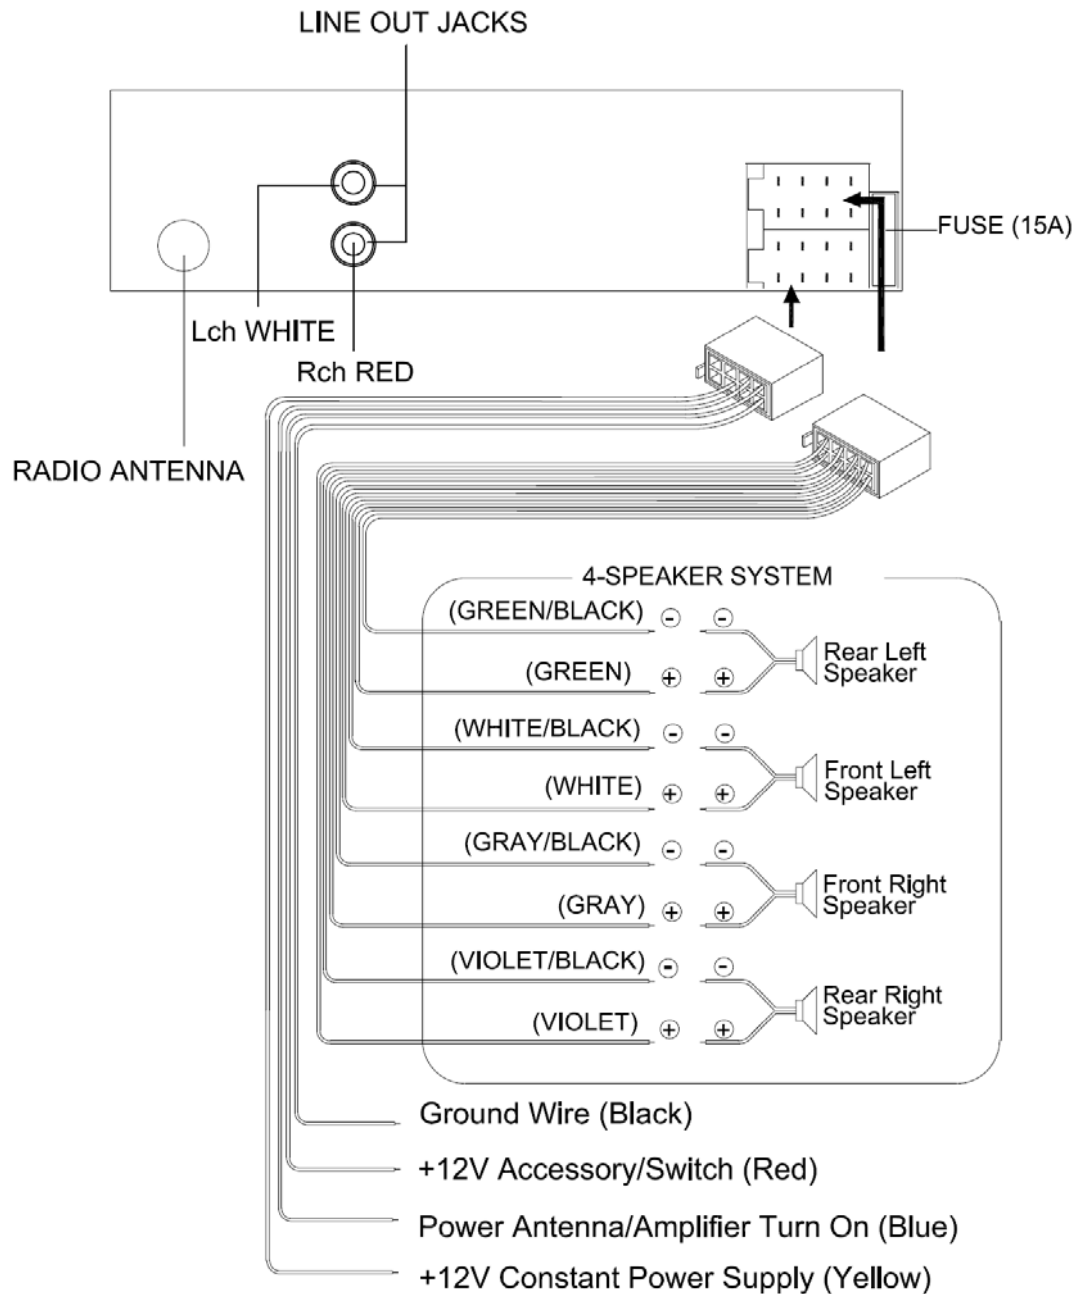 LINE OUT JACKS
FUSE (15A)
Lch WHITE
Rch RED
RADIO ANTENNA
4-SPEAKER SYSTEM
(GREEN/BLACK) - -
(GREEN) + +
Rear Left
Speaker
(WHITE/BLACK) - -
(WHITE) + +
Front Left
Speaker
(GRAY/BLACK) - -
(GRAY) + +
Front Right
Speaker
(VIOLET/BLACK) - -
(VIOLET) + +
Rear Right
Speaker
Ground Wire (Black)
+12V Accessory/Switch (Red)
Power Antenna/Amplifier Turn On (Blue)
+12V Constant Power Supply (Yellow)